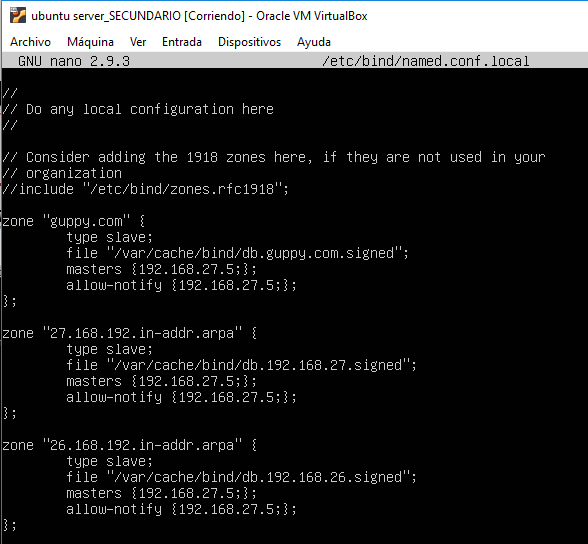 ubuntu server_SECUNDARIO [Corriendo] - Oracle VM VirtualBox
Archivo Máquina Ver Entrada Dispositivos Ayuda
GNU nano 2.9.3 /etc/bind/named.conf.local
//
// Do any local configuration here
//
// Consider adding the 1918 zones here, if they are not used in your
// organization
//include "/etc/bind/zones.rfc1918";
zone "guppy.com" {
type slave;
file "/var/cache/bind/db.guppy.com.signed";
masters {192.168.27.5;};
allow-notify {192.168.27.5;};
};
zone "27.168.192.in-addr.arpa" {
type slave;
file "/var/cache/bind/db.192.168.27.signed";
masters {192.168.27.5;};
allow-notify {192.168.27.5;};
};
zone "26.168.192.in-addr.arpa" {
type slave;
file "/var/cache/bind/db.192.168.26.signed";
masters {192.168.27.5;};
allow-notify {192.168.27.5;};
};